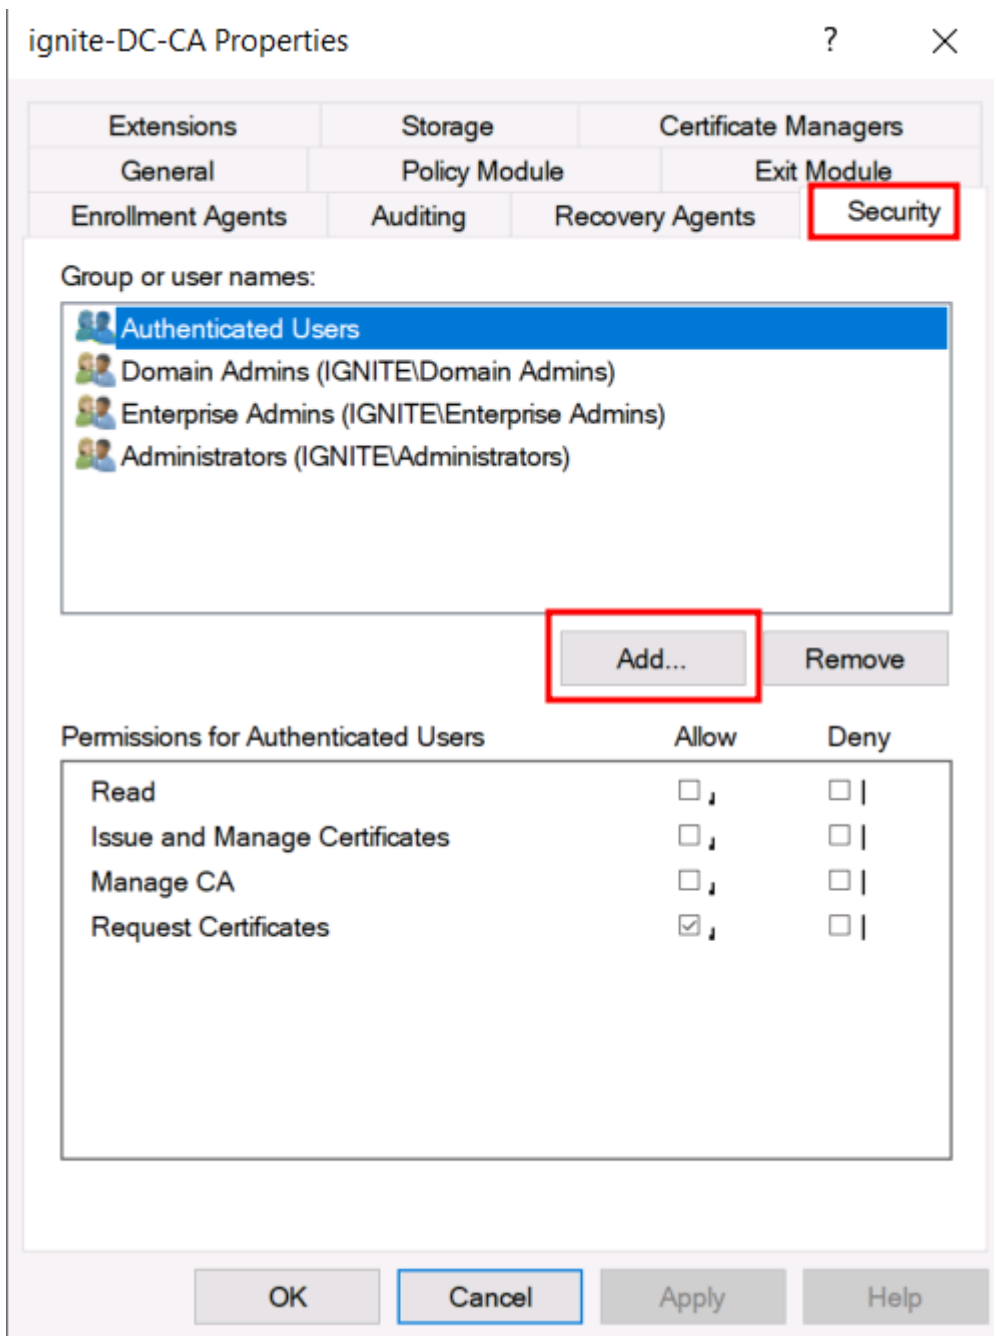 ignite-DC-CA Properties ?
Extensions Storage Certificate Managers
General Policy Module Exit Module
Enrollment Agents Auditing Recovery Agents Security
Group or user names:
Authenticated Users
Domain Admins (IGNITE\Domain Admins)
Enterprise Admins (IGNITE\Enterprise Admins)
Administrators (IGNITE\Administrators)
Add... Remove
Permissions for Authenticated Users Allow Deny
Read
Issue and Manage Certificates
Manage CA
Request Certificates
OK Cancel Apply Help